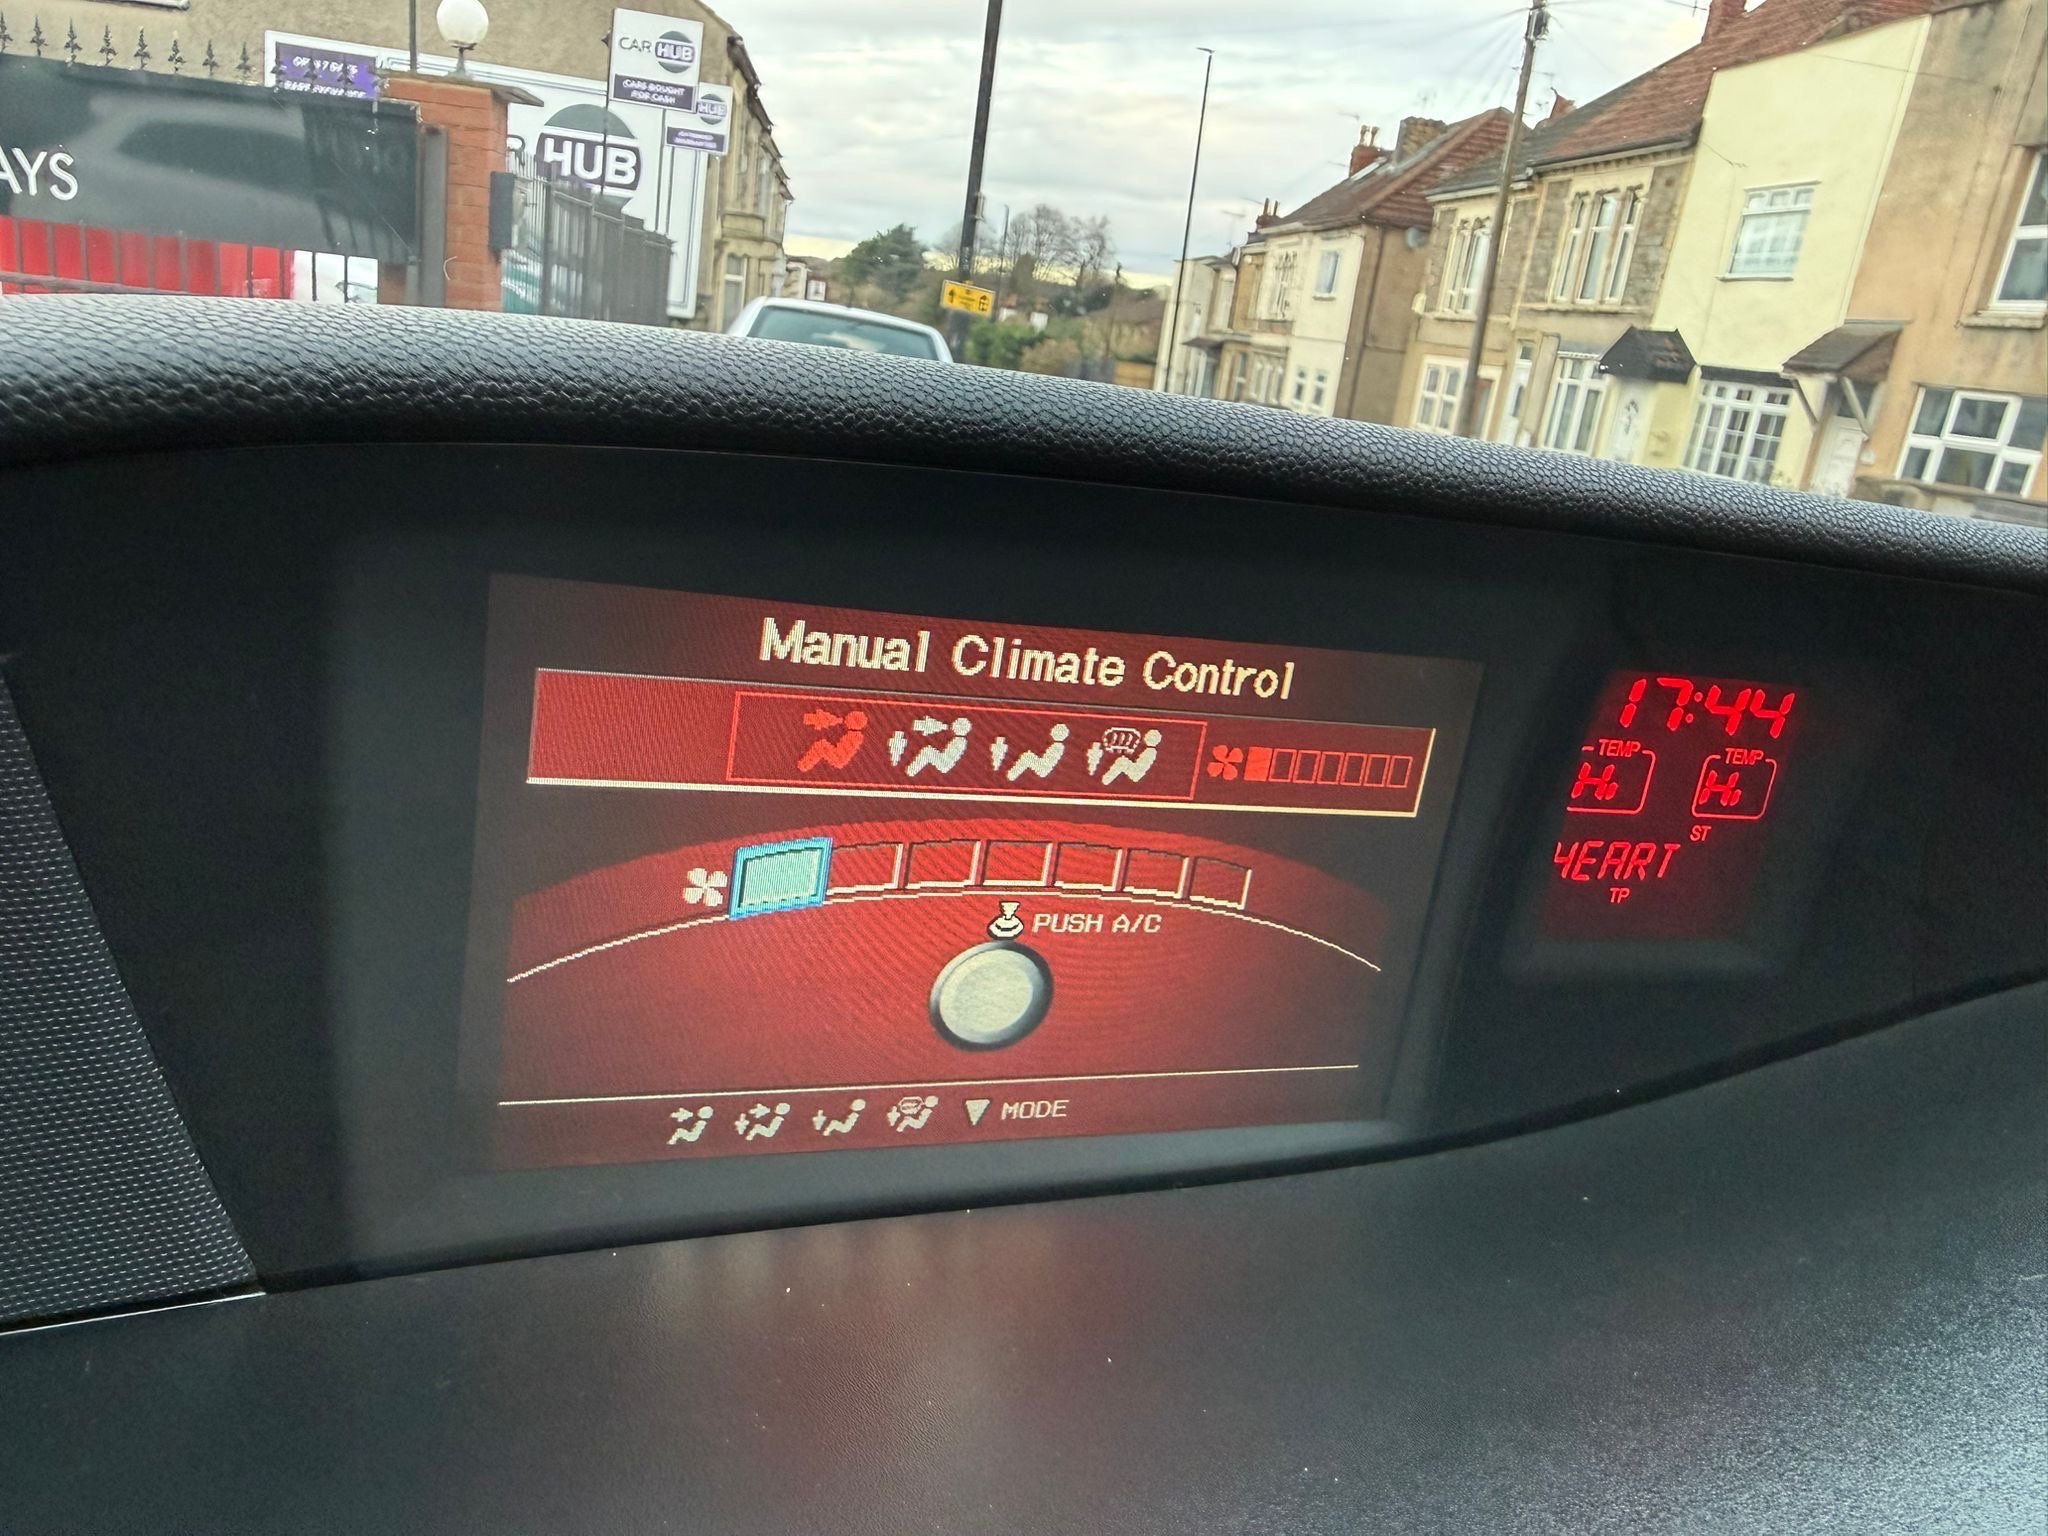 CAR HUB
CARS BOUGHT
FOR CASH
HUB
HUB
AYS
Manual Climate Control
PUSH A/C
MODE
17:44
TEMP
TEMP
Hi
Hi
ST
HEART
TP